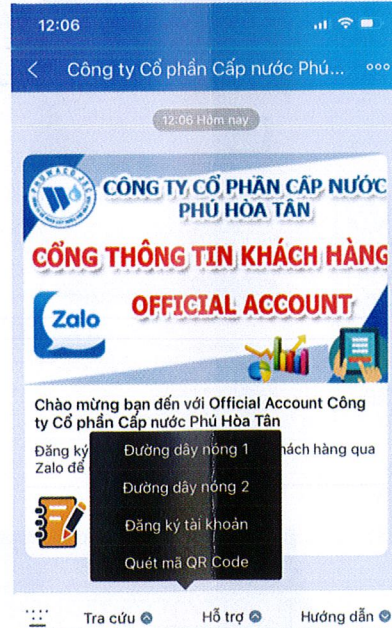 12:06
Công ty Cổ phần Cấp nước Phú...
12:06 Hôm nay
PHUWACO JSC
CÔNG TY CỔ PHẦN CẤP NƯỚC
PHÚ HÒA TÂN
CỔNG THÔNG TIN KHÁCH HÀNG
OFFICIAL ACCOUNT
Zalo
Chào mừng bạn đến với Official Account Công
ty Cổ phần Cấp nước Phú Hòa Tân
Đăng ký
hách hàng qua
Zalo để
Đường dây nóng 1
Đường dây nóng 2
Đăng ký tài khoản
Quét mã QR Code
Tra cứu
Hỗ trợ
Hướng dẫn